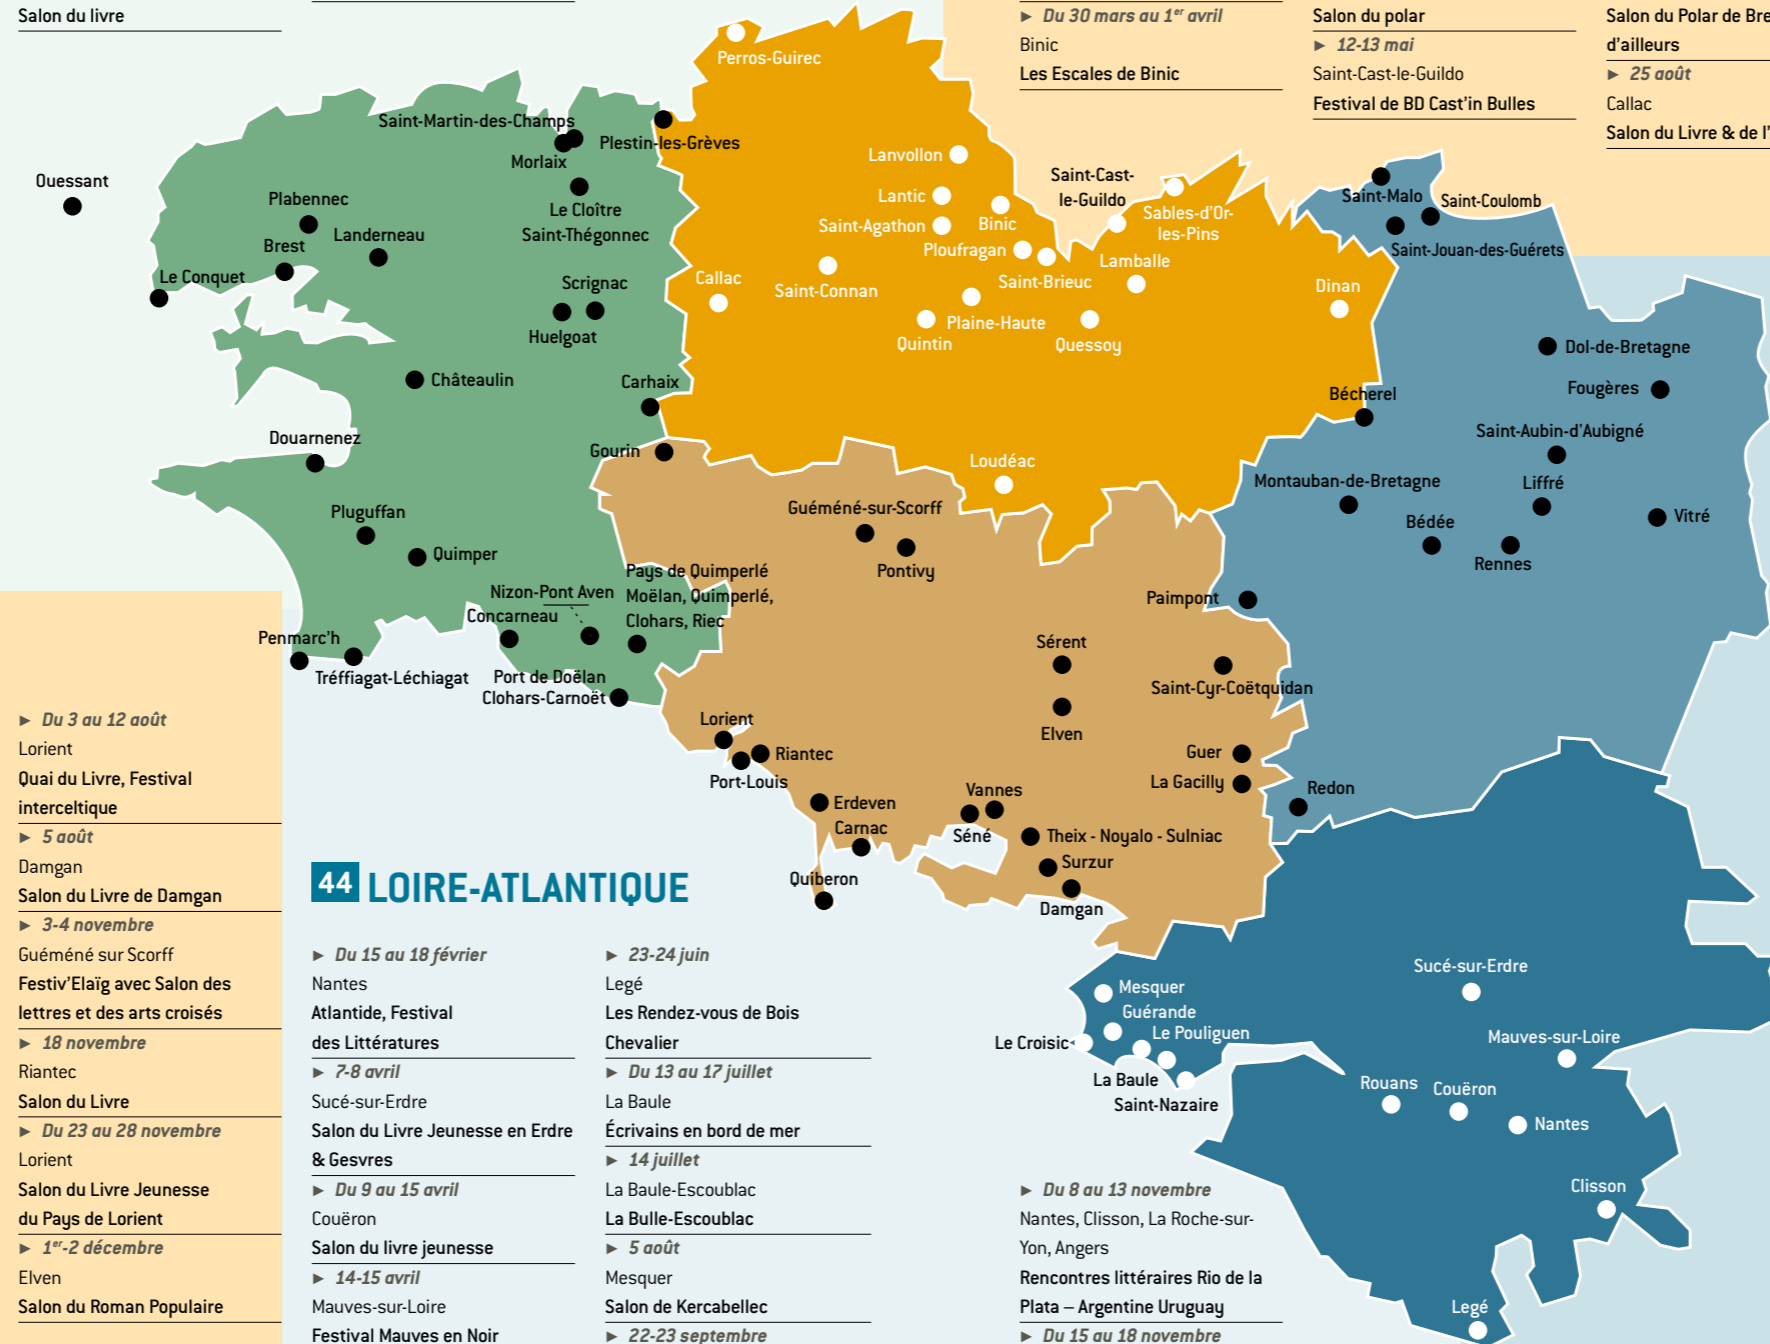 Salon du livre
► Du 30 mars au 1er avril
Binic
Les Escales de Binic
Salon du polar
► 12-13 mai
Saint-Cast-le-Guildo
Festival de BD Cast'in Bulles
Salon du Polar de Bre
d'ailleurs
► 25 août
Callac
Salon du Livre & de l'
Perros-Guirec
Saint-Martin-des-Champs
Plestin-les-Grèves
Morlaix
Ouessant
Plabennec
Le Cloître
Saint-Thégonnec
Brest
Landerneau
Le Conquet
Scrignac
Huelgoat
Châteaulin
Carhaix
Douarnenez
Gourin
Pluguffan
Quimper
Nizon-Pont Aven
Concarneau
Pays de Quimperlé
Moëlan, Quimperlé,
Clohars, Riec
Penmarc'h
Tréffiagat-Léchiagat
Port de Doëlan
Clohars-Carnoët
Lanvollon
Lantic
Saint-Agathon
Binic
Ploufragan
Saint-Cast-
le-Guildo
Sables-d'Or-
les-Pins
Saint-Brieuc
Lamballe
Callac
Saint-Connan
Plaine-Haute
Quintin
Quessoy
Dinan
Loudéac
Saint-Malo
Saint-Coulomb
Saint-Jouan-des-Guérets
Dol-de-Bretagne
Fougères
Bécherel
Saint-Aubin-d'Aubigné
Montauban-de-Bretagne
Liffré
Bédée
Vitré
Rennes
Paimpont
Redon
Guéméné-sur-Scorff
Pontivy
Sérent
Saint-Cyr-Coëtquidan
Elven
Lorient
Riantec
Port-Louis
Guer
La Gacilly
Erdeven
Carnac
Vannes
Séné
Theix - Noyalo - Sulniac
Surzur
Quiberon
Damgan
Sucé-sur-Erdre
Mesquer
Guérande
Le Pouliguen
Le Croisic
Mauves-sur-Loire
La Baule
Saint-Nazaire
Rouans
Couëron
Nantes
Clisson
Legé
► Du 3 au 12 août
Lorient
Quai du Livre, Festival
interceltique
► 5 août
Damgan
Salon du Livre de Damgan
► 3-4 novembre
Guéméné sur Scorff
Festiv'Elaïg avec Salon des
lettres et des arts croisés
► 18 novembre
Riantec
Salon du Livre
► Du 23 au 28 novembre
Lorient
Salon du Livre Jeunesse
du Pays de Lorient
► 1er-2 décembre
Elven
Salon du Roman Populaire
44 LOIRE-ATLANTIQUE
► Du 15 au 18 février
Nantes
Atlantide, Festival
des Littératures
► 7-8 avril
Sucé-sur-Erdre
Salon du Livre Jeunesse en Erdre
& Gesvres
► Du 9 au 15 avril
Couëron
Salon du livre jeunesse
► 14-15 avril
Mauves-sur-Loire
Festival Mauves en Noir
► 23-24 juin
Legé
Les Rendez-vous de Bois
Chevalier
► Du 13 au 17 juillet
La Baule
Écrivains en bord de mer
► 14 juillet
La Baule-Escoublac
La Bulle-Escoublac
► 5 août
Mesquer
Salon de Kercabellec
► 22-23 septembre
► Du 8 au 13 novembre
Nantes, Clisson, La Roche-sur-
Yon, Angers
Rencontres littéraires Rio de la
Plata – Argentine Uruguay
► Du 15 au 18 novembre